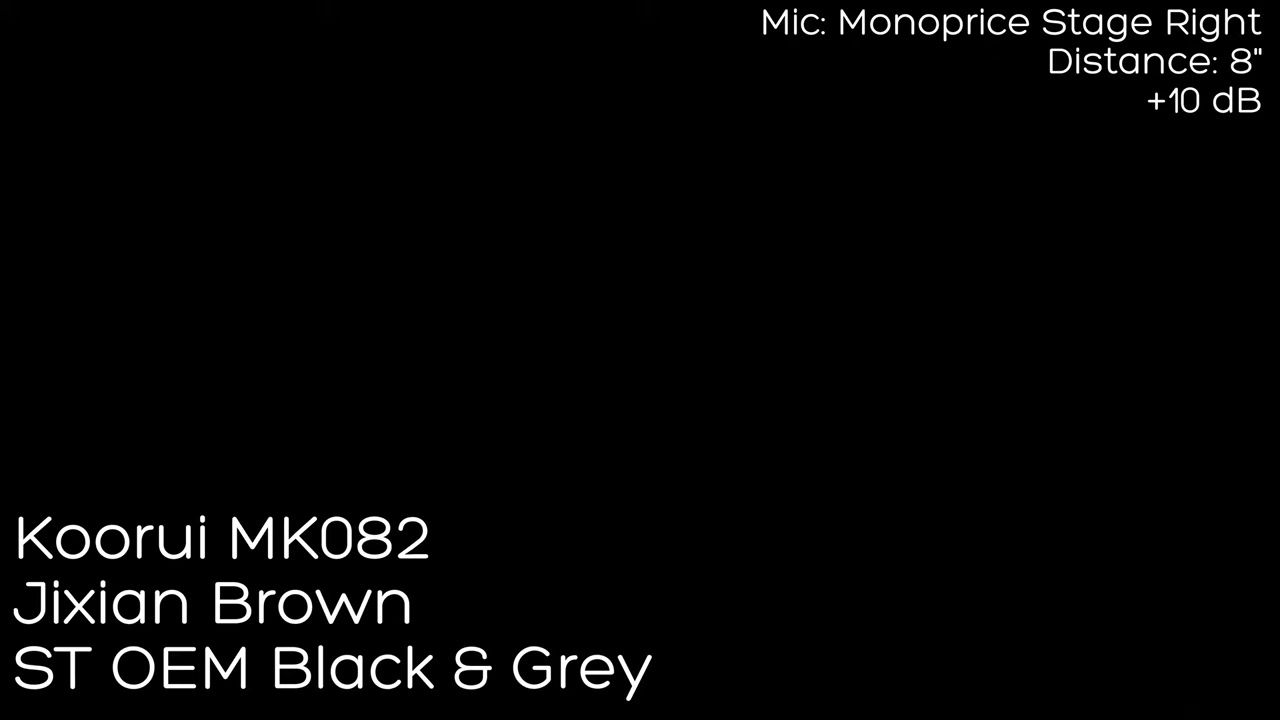 Mic: Monoprice Stage Right
Distance: 8"
+10 dB
Koorui MK082
Jixian Brown
ST OEM Black & Grey